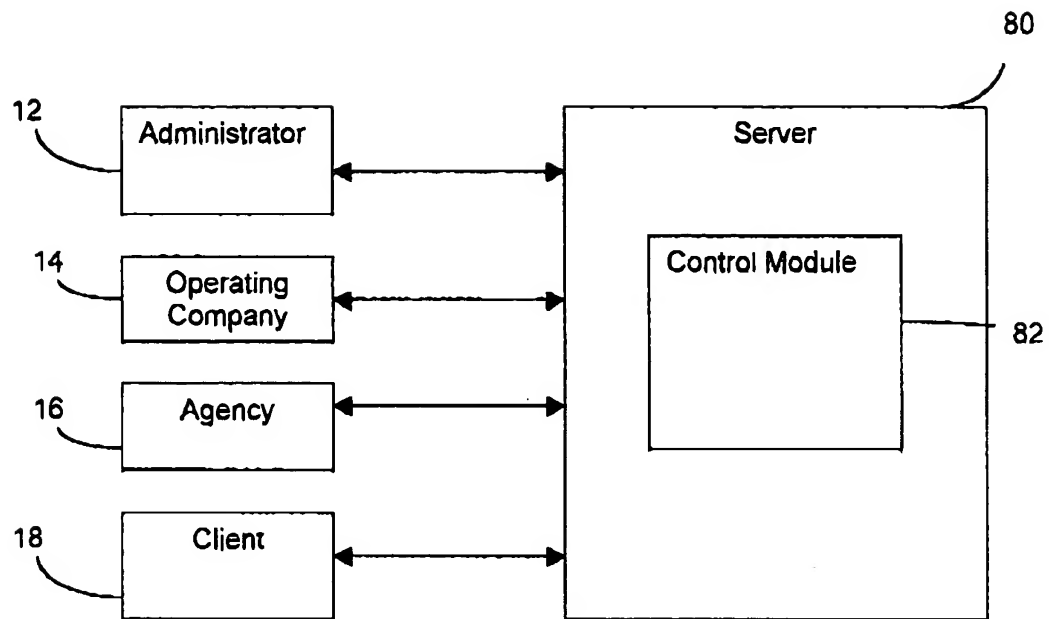 80
12
Administrator
Server
14
Operating
Company
Control Module
82
16
Agency
18
Client